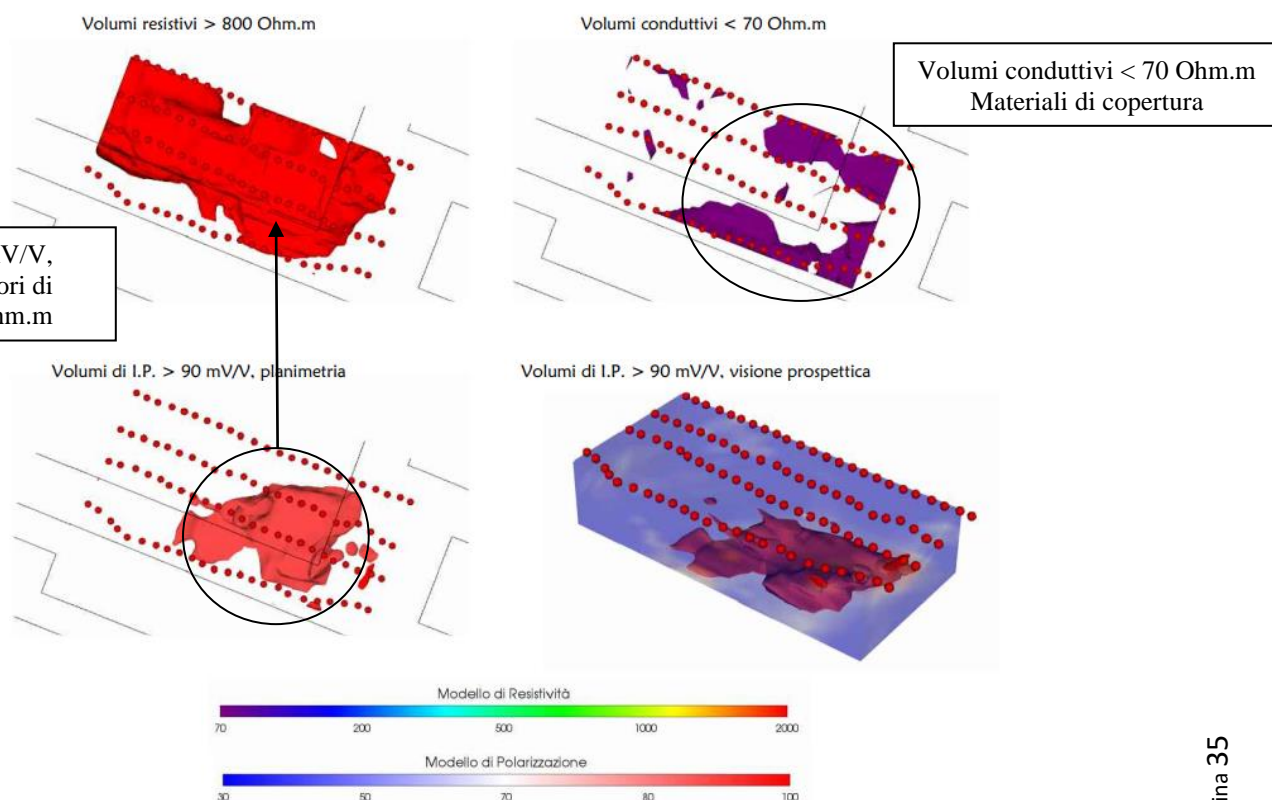 Volumi resistivi > 800 Ohm.m
Volumi conduttivi < 70 Ohm.m
Volumi conduttivi < 70 Ohm.m
Materiali di copertura
V/V,
ori di
hm.m
Volumi di I.P. > 90 mV/V, planimetria
Volumi di I.P. > 90 mV/V, visione prospettica
Modello di Resistività
70 200 500 1000 2000
Modello di Polarizzazione
30 50 70 80 100
ina 35